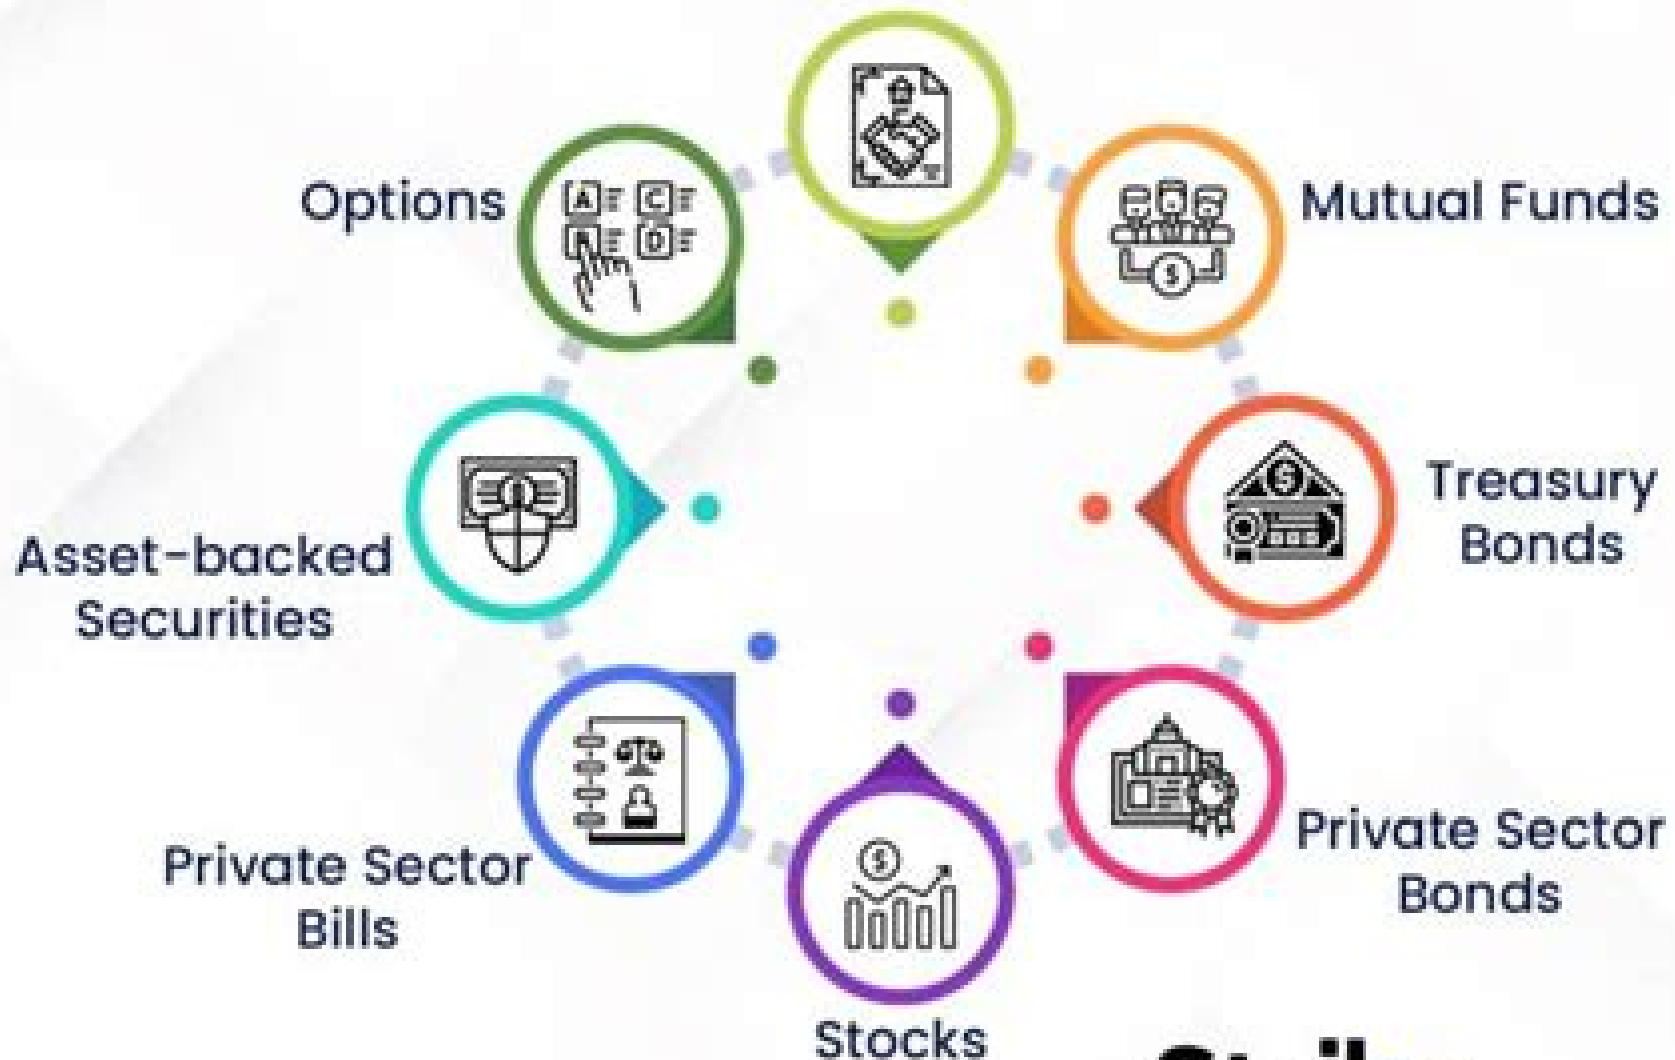 Options
Mutual Funds
A
C
D
$
Treasury
Bonds
$
Asset-backed
Securities
Private Sector
Bonds
Private Sector
Bills
$
Stocks